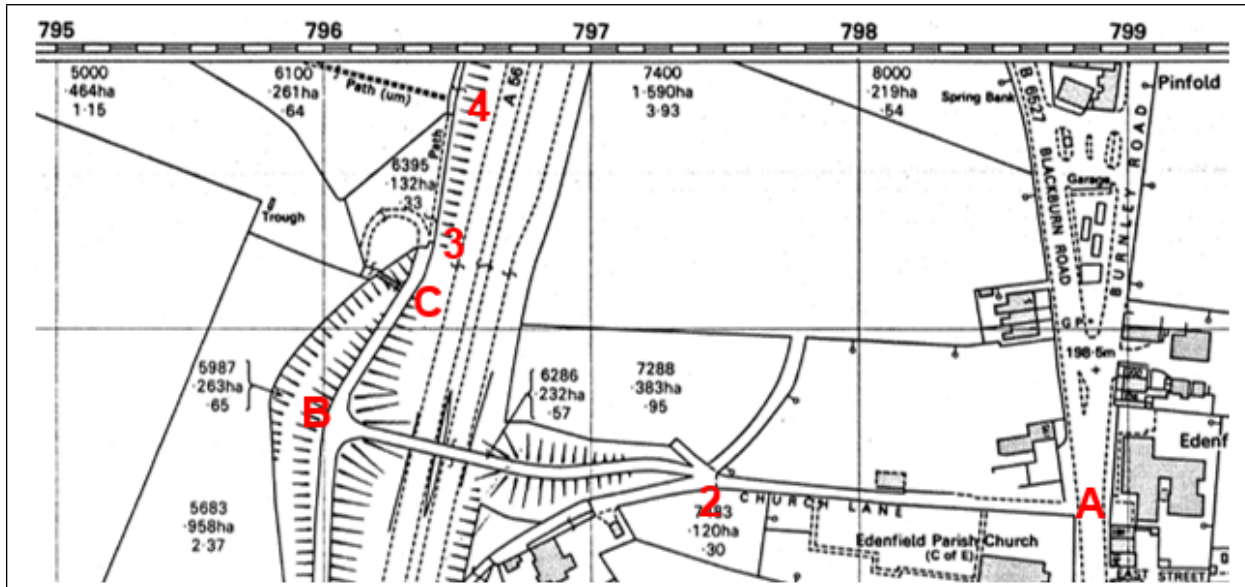 795 796 797 798 799
5000
·464ha
1·15
6100
·261ha
·64
Path (um)
A 56
7400
1·590ha
3·93
8000
·219ha
·54
Spring Bank
B 6527
Pinfold
4
Path
6395
·132ha
·33
Trough
3
C
Garage
BLACKBURN ROAD
BURNLEY ROAD
GP
198·5m
5987
·263ha
·65
B
6286
·232ha
·57
7288
·383ha
·95
Edenf
5683
·958ha
2·37
2
·120ha
·30
CHURCH LANE
A
Edenfield Parish Church
(C of E)
EAST STREET